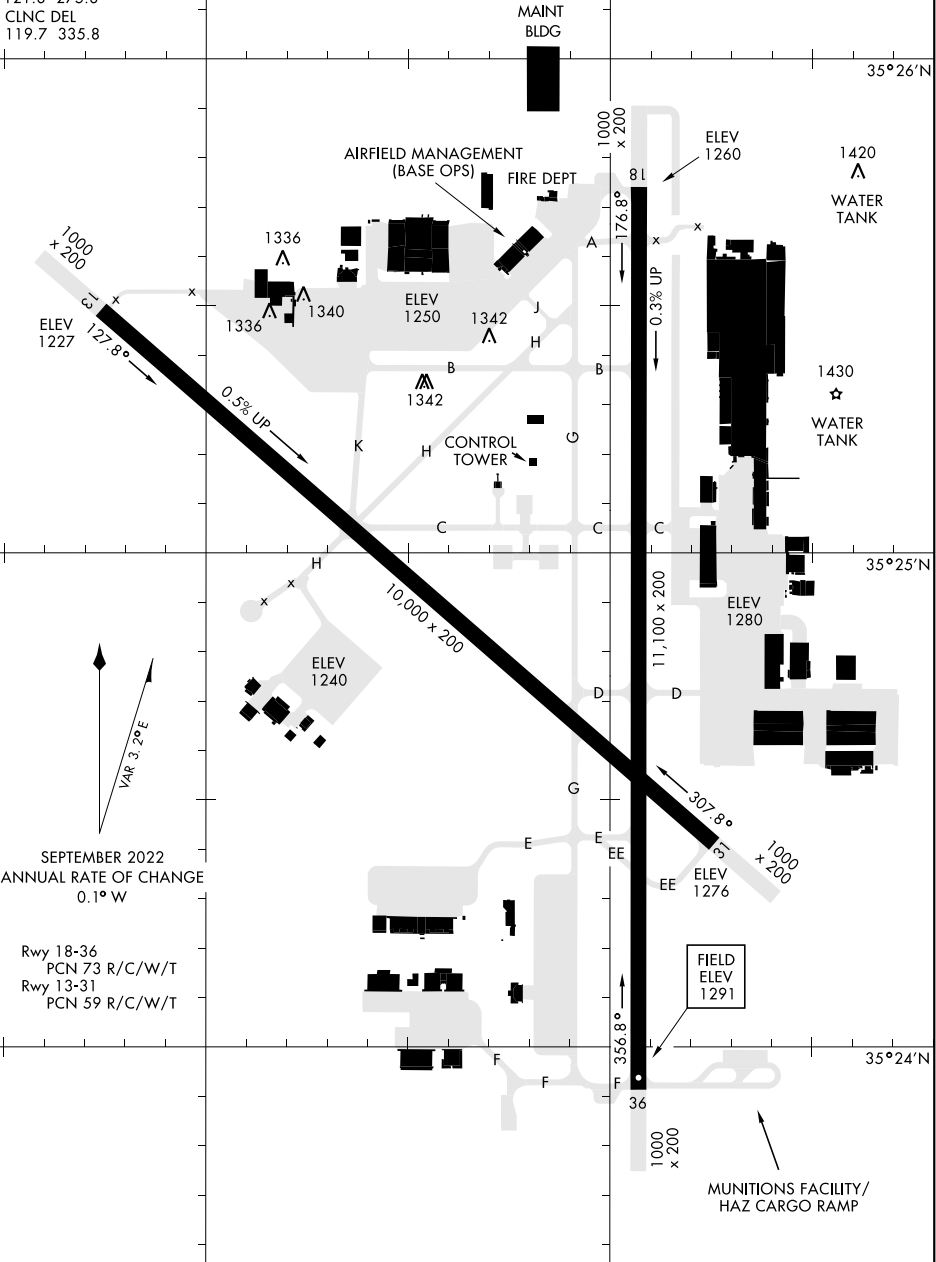 CLNC DEL
119.7 335.8
MAINT
BLDG
35°26'N
1000
x 200
ELEV
1260
1420
WATER
TANK
AIRFIELD MANAGEMENT
(BASE OPS)
FIRE DEPT
18
176.8°
A
x
x
1000
x 200
1336
13
x
x
ELEV
1227
127.8°
1336
1340
ELEV
1250
1342
J
H
0.3% UP
B
B
1342
1430
WATER
TANK
0.5% UP
K
H
CONTROL
TOWER
G
C
C
C
35°25'N
H
x
x
10,000 x 200
11,100 x 200
ELEV
1280
ELEV
1240
D
D
VAR 3.2° E
G
307.8°
31
1000
x 200
E
E
EE
EE
ELEV
1276
SEPTEMBER 2022
ANNUAL RATE OF CHANGE
0.1° W
Rwy 18-36
PCN 73 R/C/W/T
Rwy 13-31
PCN 59 R/C/W/T
FIELD
ELEV
1291
356.8°
35°24'N
F
F
F
36
1000
x 200
MUNITIONS FACILITY/
HAZ CARGO RAMP